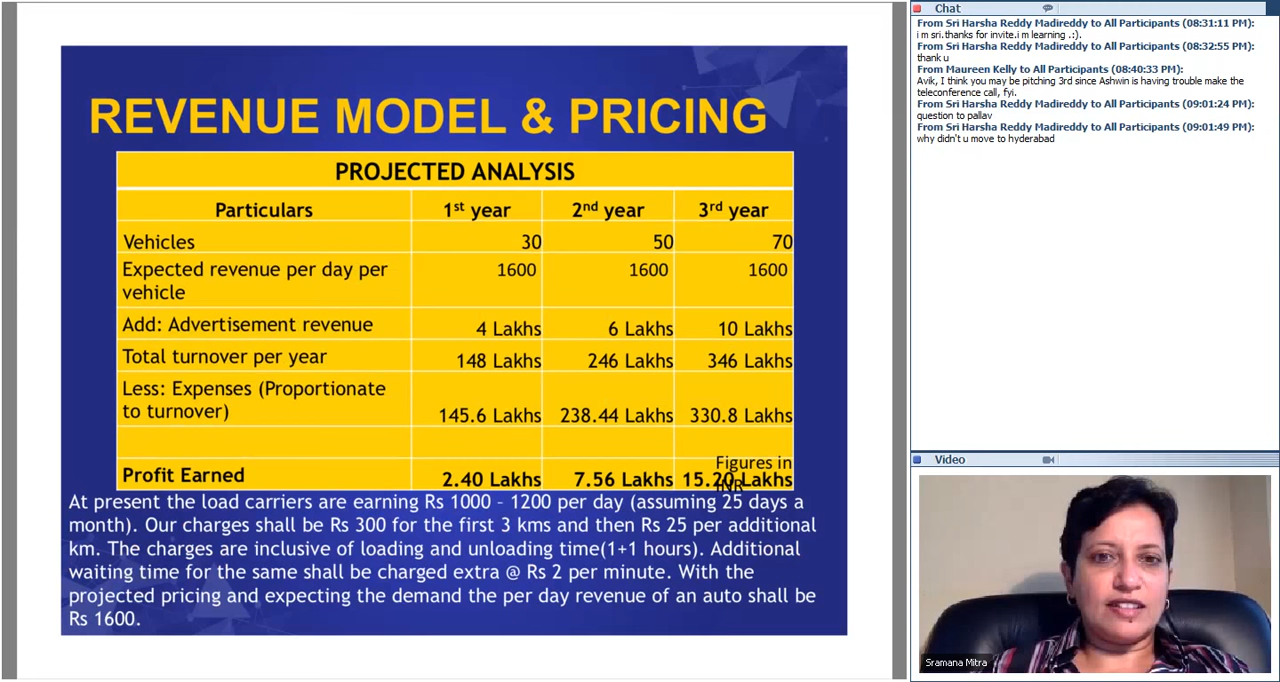 REVENUE MODEL & PRICING
PROJECTED ANALYSIS
Particulars 1st year 2nd year 3rd year
Vehicles 30 50 70
Expected revenue per day per
vehicle 1600 1600 1600
Add: Advertisement revenue 4 Lakhs 6 Lakhs 10 Lakhs
Total turnover per year 148 Lakhs 246 Lakhs 346 Lakhs
Less: Expenses (Proportionate
to turnover) 145.6 Lakhs 238.44 Lakhs 330.8 Lakhs
Figures in
INR
Profit Earned 2.40 Lakhs 7.56 Lakhs 15.20 Lakhs
At present the load carriers are earning Rs 1000 - 1200 per day (assuming 25 days a
month). Our charges shall be Rs 300 for the first 3 kms and then Rs 25 per additional
km. The charges are inclusive of loading and unloading time(1+1 hours). Additional
waiting time for the same shall be charged extra @ Rs 2 per minute. With the
projected pricing and expecting the demand the per day revenue of an auto shall be
Rs 1600.
Chat
From Sri Harsha Reddy Madireddy to All Participants (08:31:11 PM):
i m sri.thanks for invite.i m learning .:).
From Sri Harsha Reddy Madireddy to All Participants (08:32:55 PM):
thank u
From Maureen Kelly to All Participants (08:40:33 PM):
Avik, I think you may be pitching 3rd since Ashwin is having trouble make the
teleconference call, fyi.
From Sri Harsha Reddy Madireddy to All Participants (09:01:24 PM):
question to pallav
From Sri Harsha Reddy Madireddy to All Participants (09:01:49 PM):
why didn't u move to hyderabad
Video
Sramana Mitra